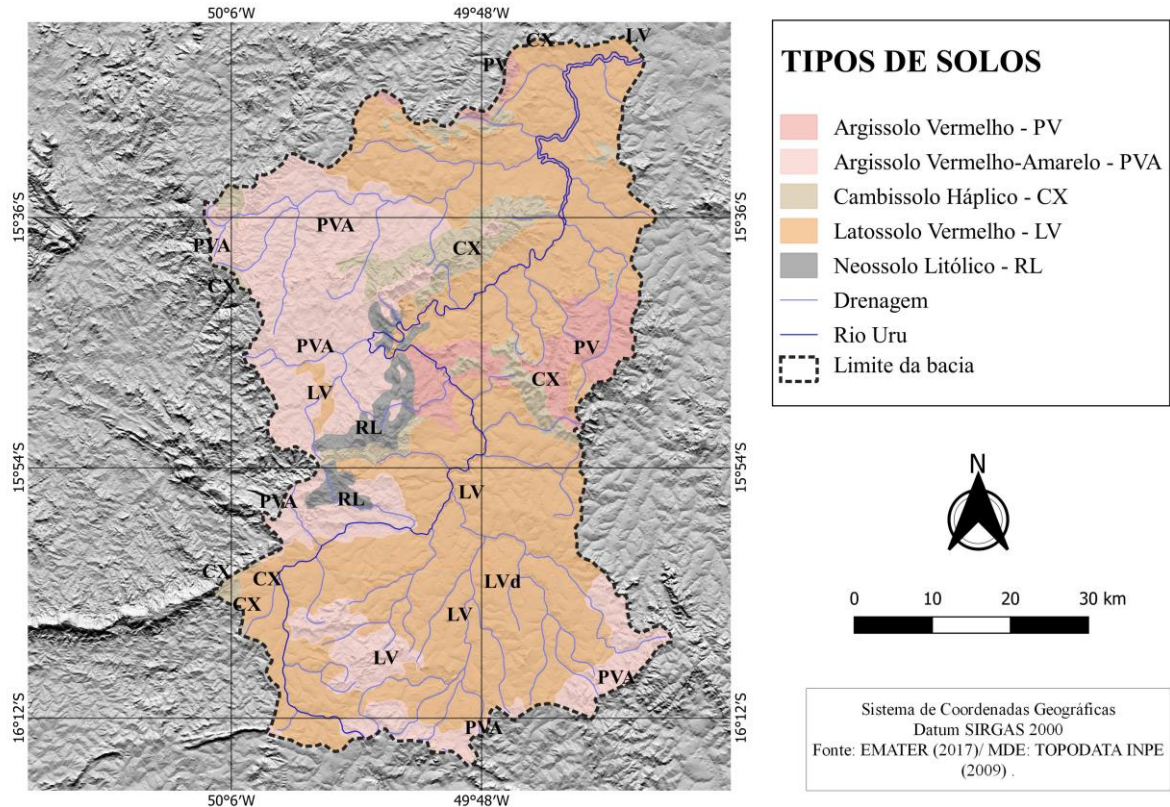 50°6'W 49°48'W
CX LV
PV
15°36'S 15°36'S
PVA
PVA CX
CX
PVA PV
LV CX
RL
15°54'S 15°54'S
PVA RL LV
CX CX LVd
CX LV
LV
PVA
16°12'S PVA 16°12'S
50°6'W 49°48'W
TIPOS DE SOLOS
Argissolo Vermelho - PV
Argissolo Vermelho-Amarelo - PVA
Cambissolo Háplico - CX
Latossolo Vermelho - LV
Neossolo Litólico - RL
Drenagem
Rio Uru
Limite da bacia
N
0 10 20 30 km
Sistema de Coordenadas Geográficas
Datum SIRGAS 2000
Fonte: EMATER (2017)/ MDE: TOPODATA INPE
(2009) .